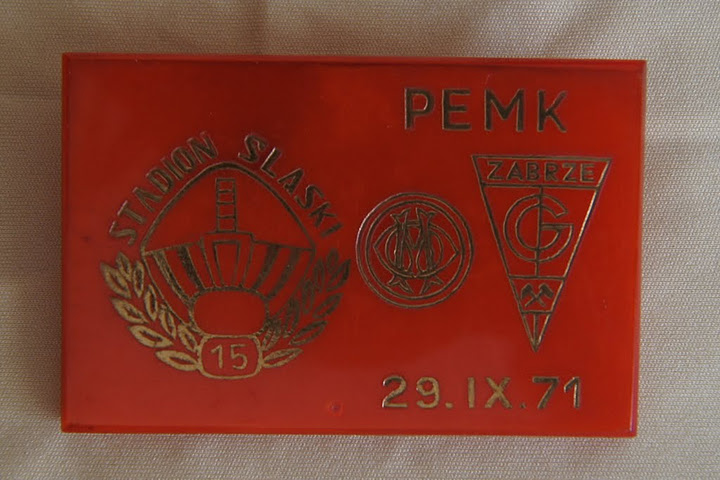 PEMK
STADION ŚLĄSKI
15
ZABRZE
G
29.IX.71